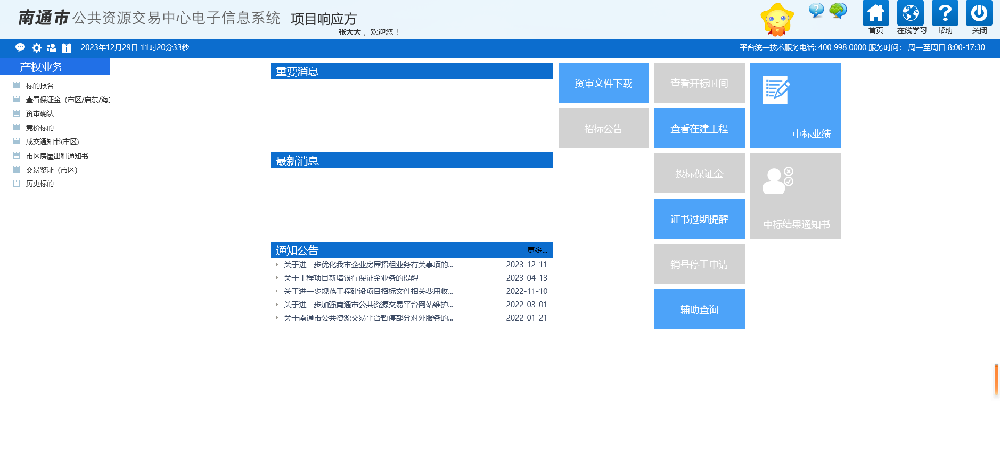 南通市公共资源交易中心电子信息系统 项目响应方
张大大 ，欢迎您！
首页
在线学习
帮助
关闭
2023年12月29日 11时20分33秒
平台统一技术服务电话: 400 998 0000 服务时间： 周一至周日 8:00-17:30
产权业务
标的报名
查看保证金（市区/启东/海安
资审确认
竞价标的
成交通知书(市区)
市区房屋出租通知书
交易鉴证（市区）
历史标的
重要消息
最新消息
通知公告
更多...
关于进一步优化我市企业房屋招租业务有关事项的... 2023-12-11
关于工程项目新增银行保证金业务的提醒 2023-04-13
关于进一步规范工程建设项目招标文件相关费用收... 2022-11-10
关于进一步加强南通市公共资源交易平台网站维护... 2022-03-01
关于南通市公共资源交易平台暂停部分对外服务的... 2022-01-21
资审文件下载
查看开标时间
中标业绩
招标公告
查看在建工程
投标保证金
中标结果通知书
证书过期提醒
销号停工申请
辅助查询